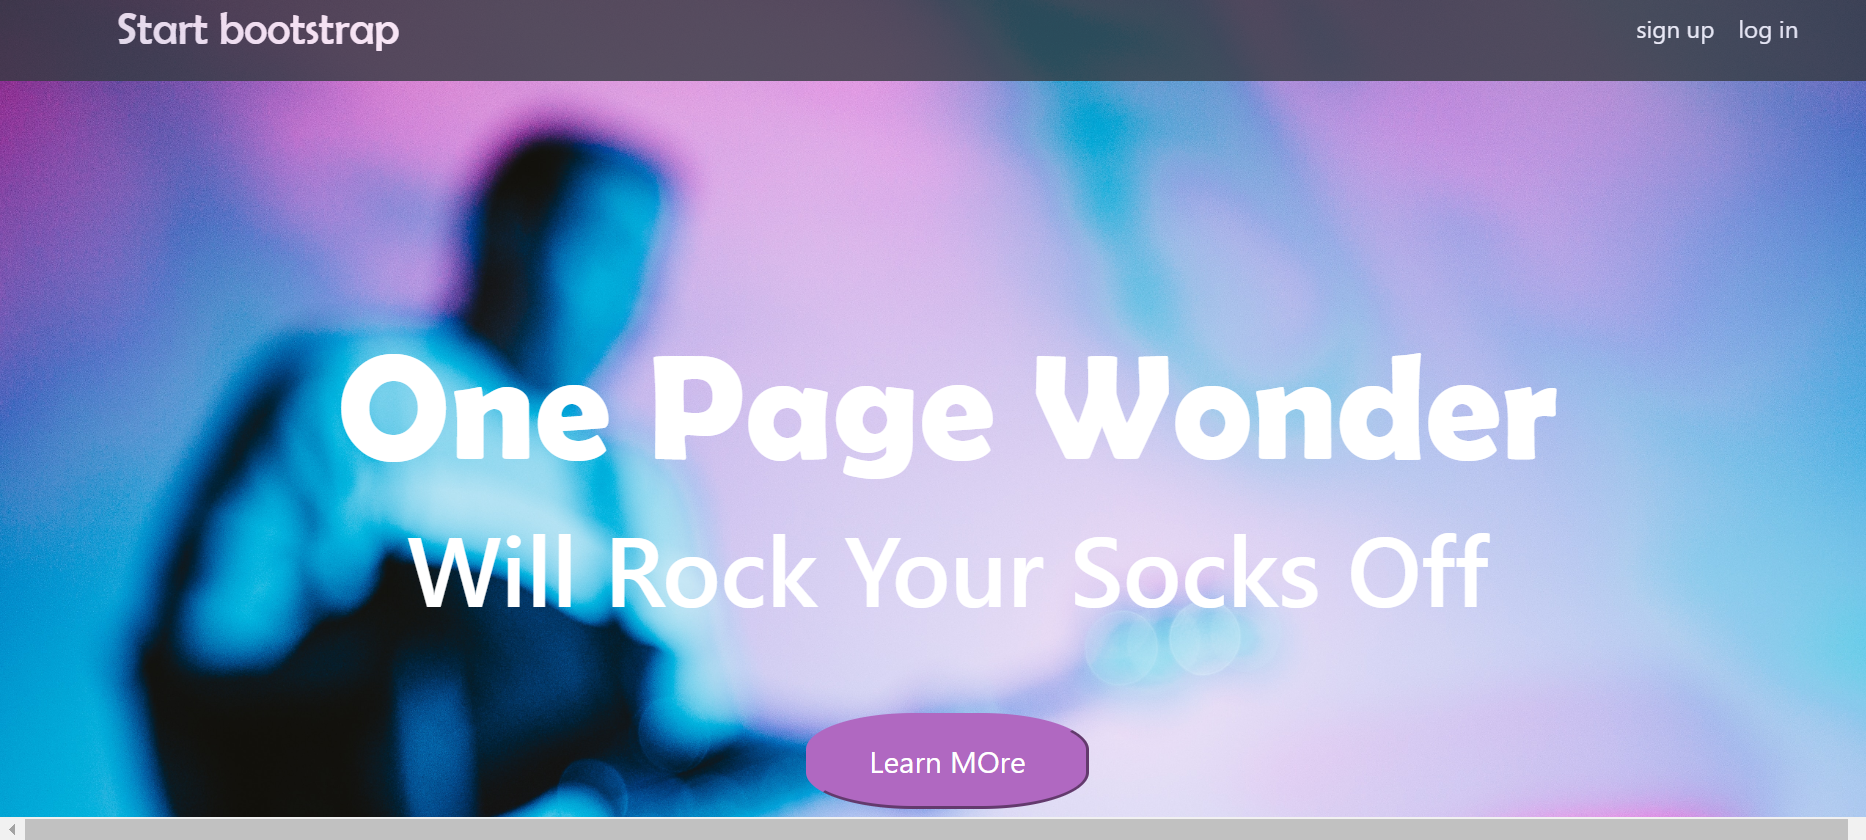 Start bootstrap
sign up log in
One Page Wonder
Will Rock Your Socks Off
Learn MOre